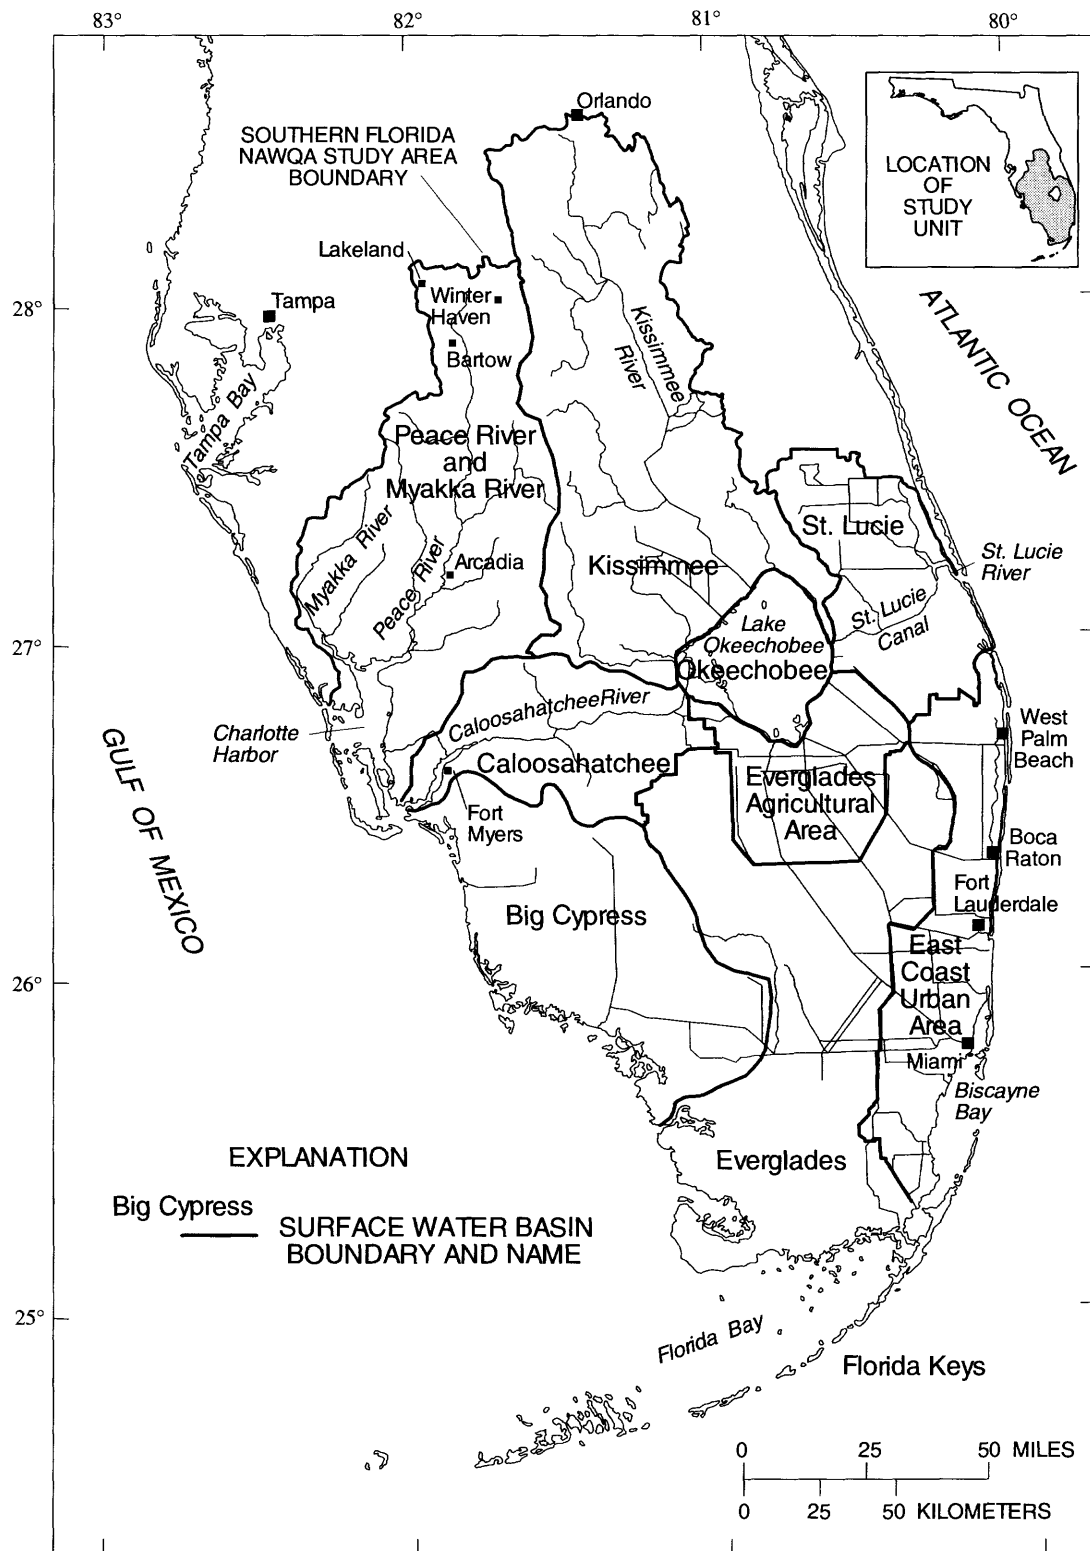 83°
82°
81°
80°
Orlando
SOUTHERN FLORIDA
NAWQA STUDY AREA
BOUNDARY
LOCATION
OF
STUDY
UNIT
Lakeland
28°
Tampa
Winter
Haven
Bartow
Kissimmee
River
ATLANTIC OCEAN
Tampa Bay
Peace River
and
Myakka River
Myakka River
Peace River
Arcadia
Kissimmee
St. Lucie
St. Lucie
River
St. Lucie
Canal
27°
Lake
Okeechobee
Okeechobee
Caloosahatchee River
Charlotte
Harbor
Caloosahatchee
West
Palm
Beach
GULF OF MEXICO
Everglades
Agricultural
Area
Fort
Myers
Boca
Raton
Fort
Lauderdale
Big Cypress
East
Coast
Urban
Area
26°
Miami
Biscayne
Bay
Everglades
EXPLANATION
Big Cypress
SURFACE WATER BASIN
BOUNDARY AND NAME
25°
Florida Bay
Florida Keys
0 25 50 MILES
0 25 50 KILOMETERS